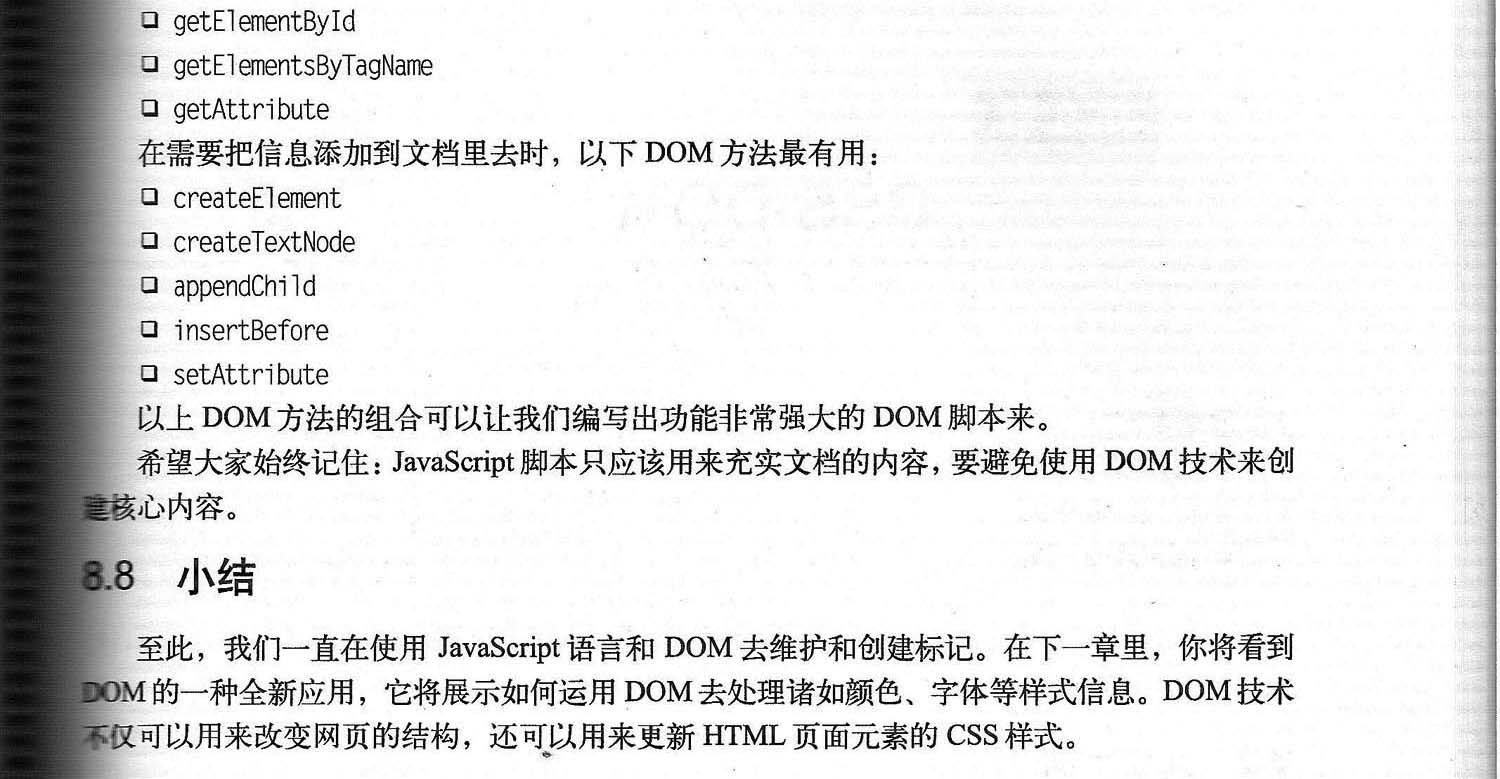 ❏ getElementById
❏ getElementsByTagName
❏ getAttribute
在需要把信息添加到文档里去时，以下 DOM 方法最有用：
❏ createElement
❏ createTextNode
❏ appendChild
❏ insertBefore
❏ setAttribute
以上 DOM 方法的组合可以让我们编写出功能非常强大的 DOM 脚本来。
希望大家始终记住：JavaScript 脚本只应该用来充实文档的内容，要避免使用 DOM 技术来创
建核心内容。
8.8 小结
至此，我们一直在使用 JavaScript 语言和 DOM 去维护和创建标记。在下一章里，你将看到
DOM 的一种全新应用，它将展示如何运用 DOM 去处理诸如颜色、字体等样式信息。DOM 技术
不仅可以用来改变网页的结构，还可以用来更新 HTML 页面元素的 CSS 样式。